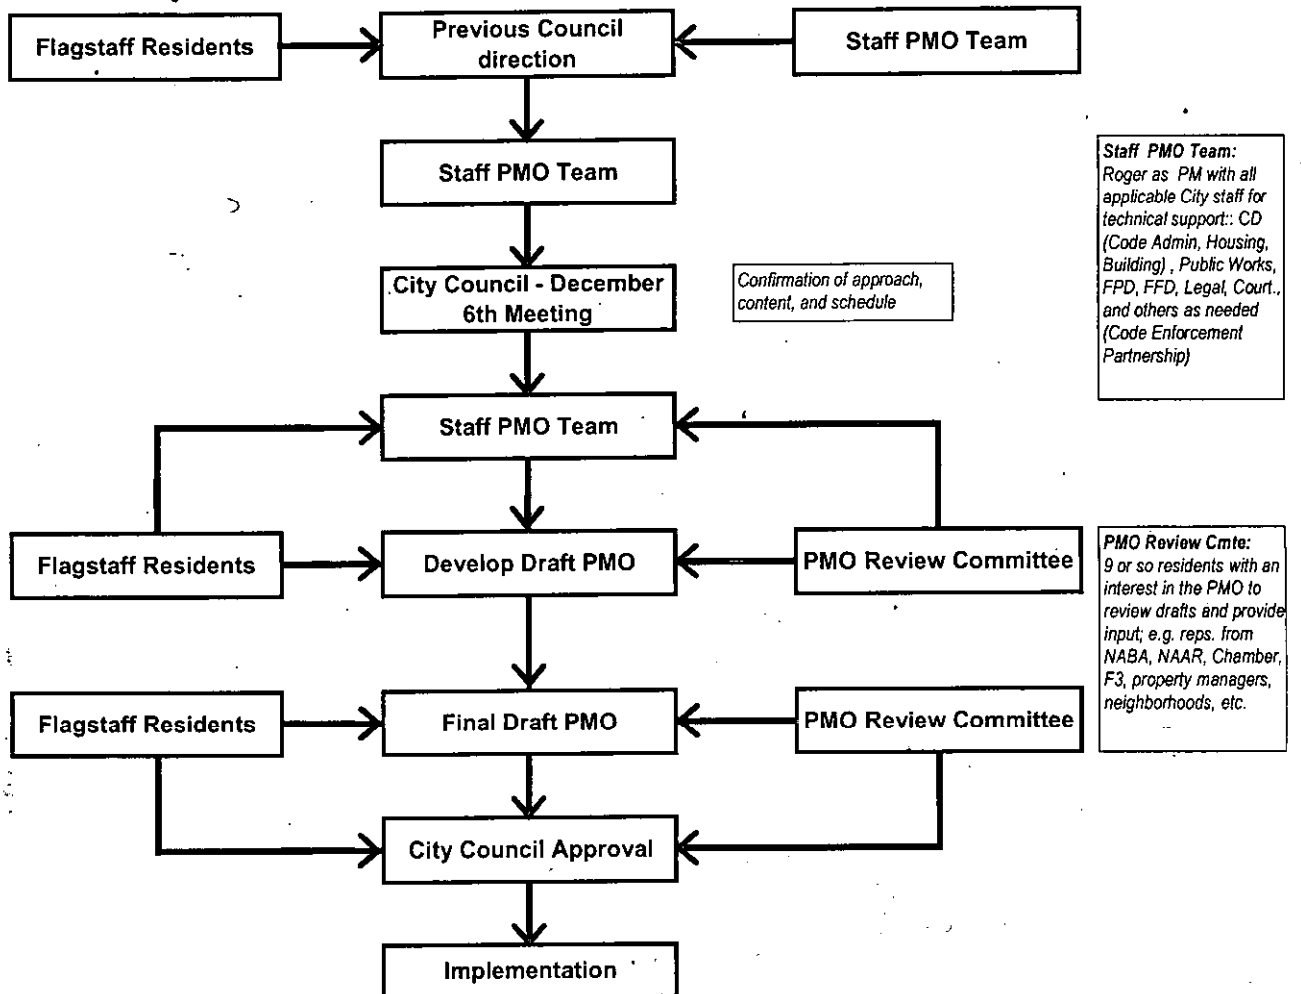 Flagstaff Residents
Previous Council
direction
Staff PMO Team
Staff PMO Team
City Council - December
6th Meeting
Confirmation of approach,
content, and schedule
Staff PMO Team:
Roger as PM with all
applicable City staff for
technical support:: CD
(Code Admin, Housing,
Building) , Public Works,
FPD, FFD, Legal, Court.,
and others as needed
(Code Enforcement
Partnership)
Staff PMO Team
Flagstaff Residents
Develop Draft PMO
PMO Review Committee
PMO Review Cmte:
9 or so residents with an
interest in the PMO to
review drafts and provide
input; e.g. reps. from
NABA, NAAR, Chamber,
F3, property managers,
neighborhoods, etc.
Flagstaff Residents
Final Draft PMO
PMO Review Committee
City Council Approval
Implementation